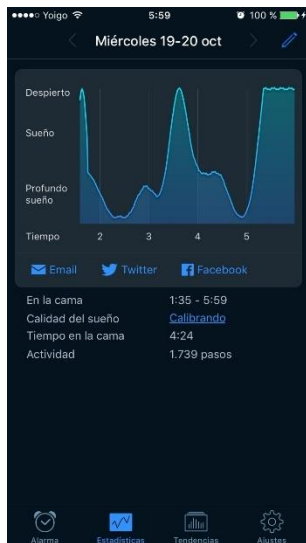 Yoigo 5:59 100 %
Miércoles 19-20 oct
Despierto
Sueño
Profundo
sueño
Tiempo 2 3 4 5
Email Twitter Facebook
En la cama 1:35 - 5:59
Calidad del sueño Calibrando
Tiempo en la cama 4:24
Actividad 1.739 pasos
Alarma Estadísticas Tendencias Ajustes